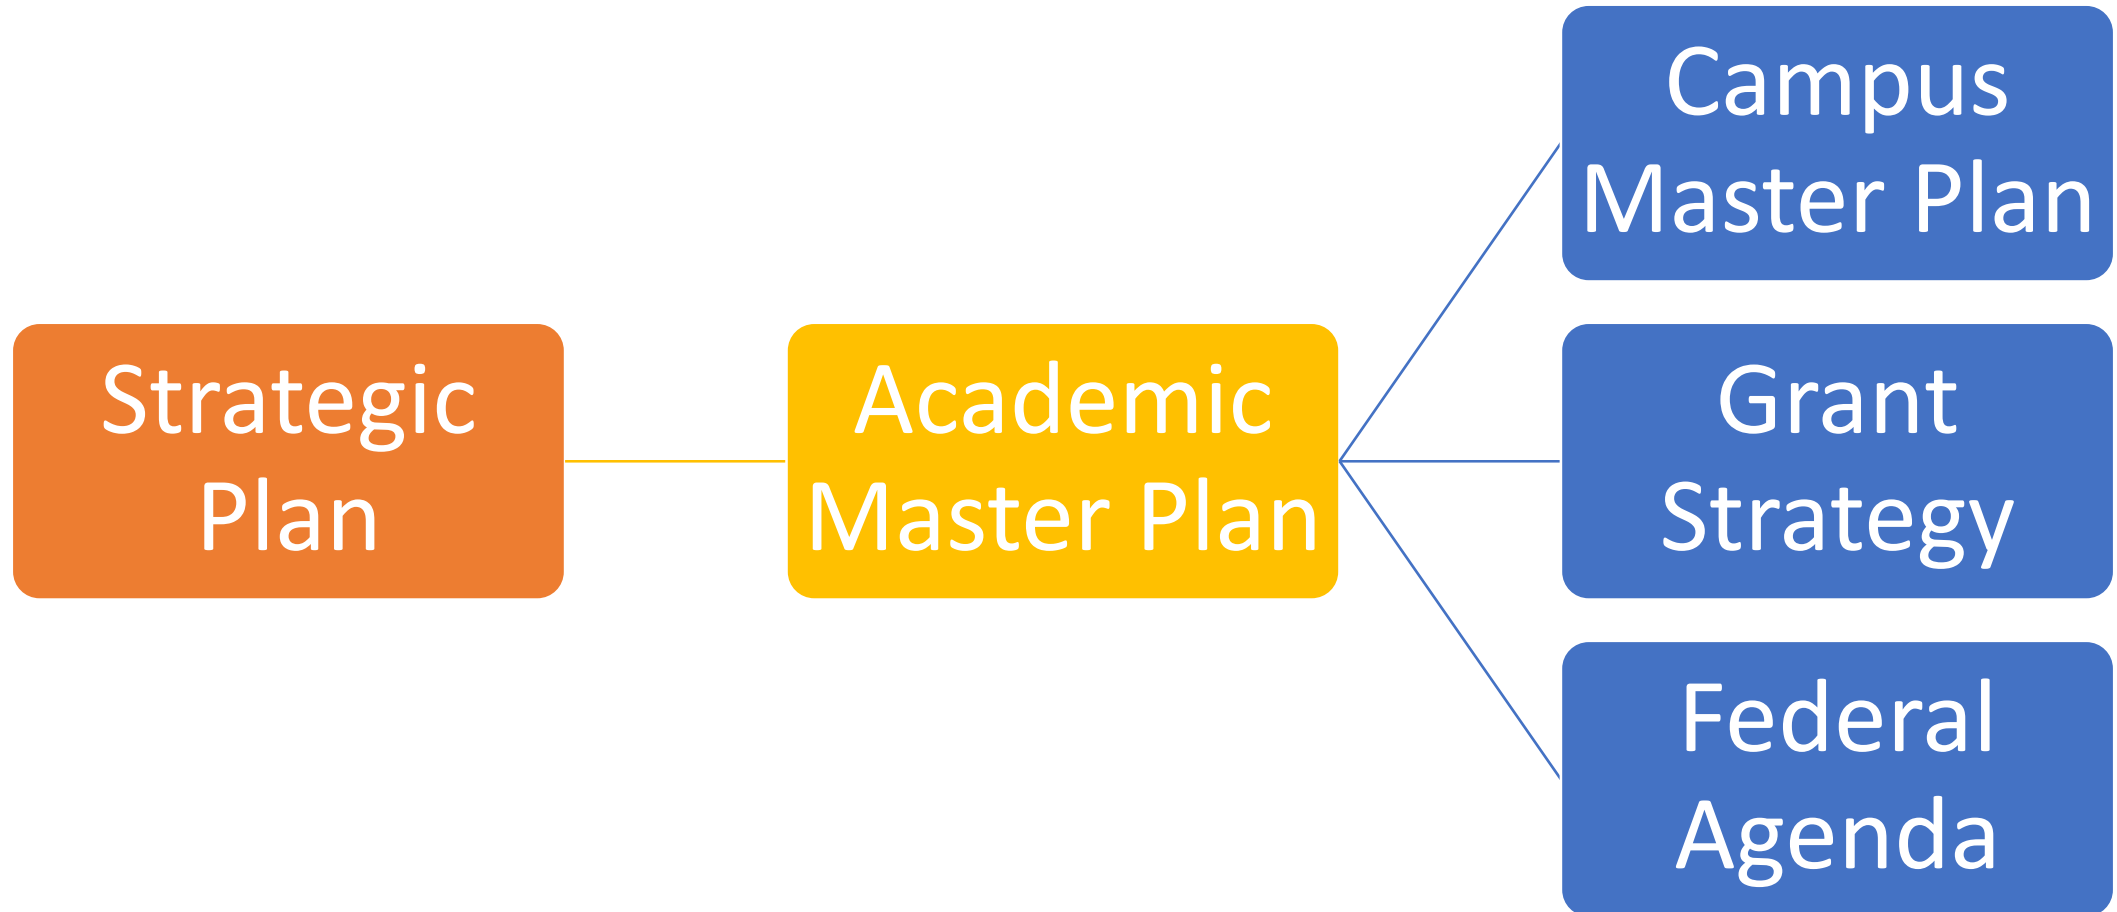 Strategic
Plan
Academic
Master Plan
Campus
Master Plan
Grant
Strategy
Federal
Agenda